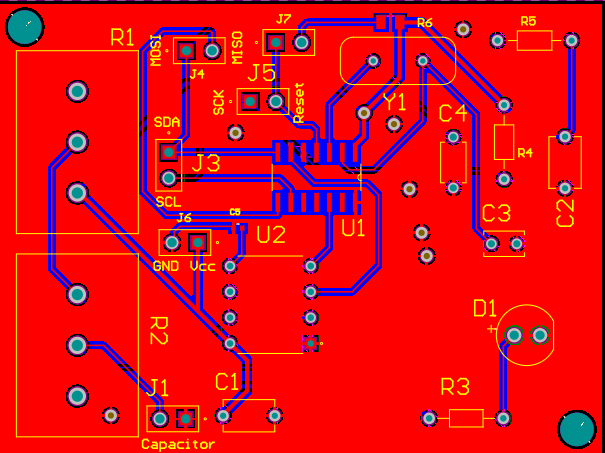 J7
R6
R5
R1
MOSI
MISO
J4
J5
SCK
Reset
Y1
C4
SDA
J3
R4
SCL
J6
C5
U2
U1
C3
C2
GND Vcc
D1
+
R2
J1
C1
R3
Capacitor